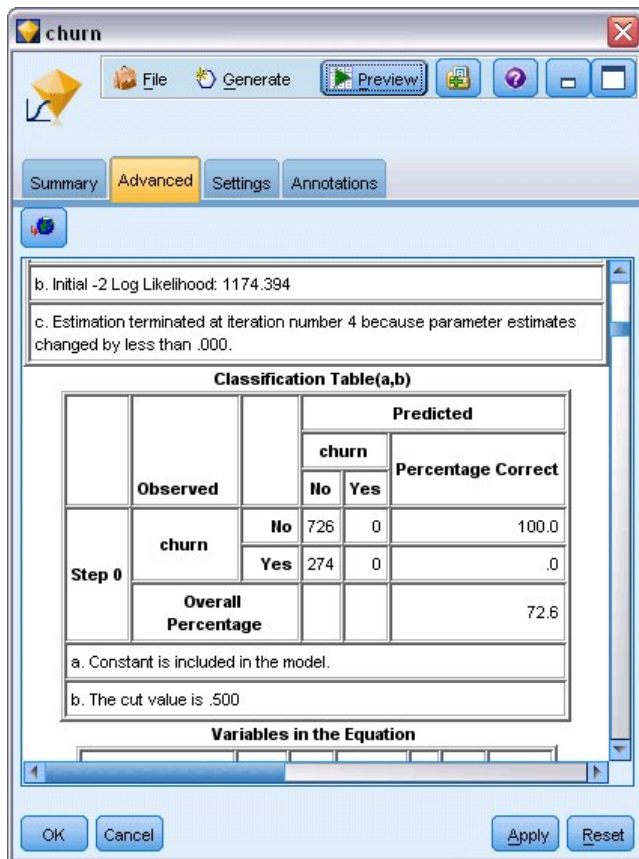 churn
File Generate Preview
Summary Advanced Settings Annotations
b. Initial -2 Log Likelihood: 1174.394
c. Estimation terminated at iteration number 4 because parameter estimates
changed by less than .000.
Classification Table(a,b)
Predicted
churn
Percentage Correct
Observed
No Yes
Step 0
churn
No 726 0 100.0
Yes 274 0 .0
Overall
Percentage
72.6
a. Constant is included in the model.
b. The cut value is .500
Variables in the Equation
OK Cancel Apply Reset